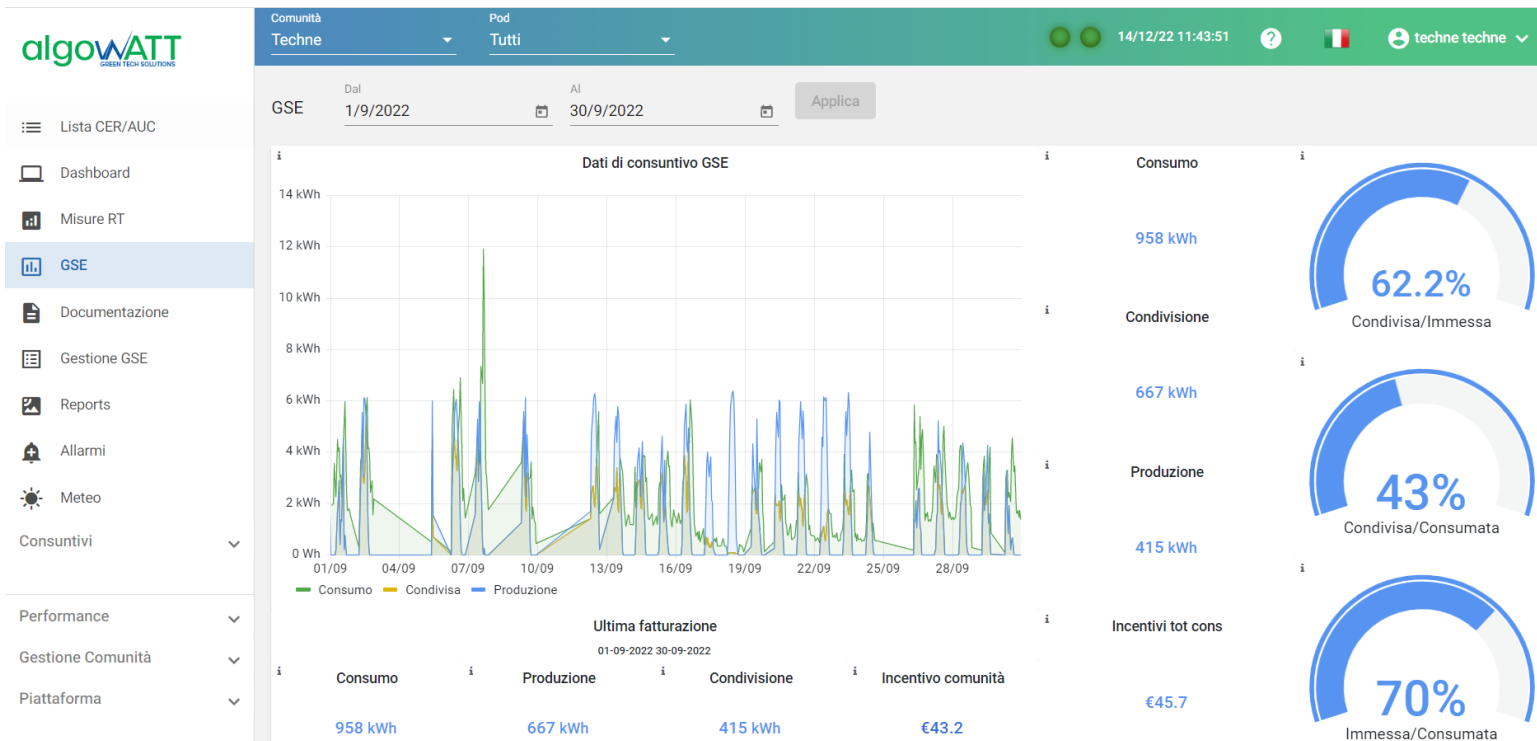 algoWATT
GREEN TECH SOLUTIONS
Comunità
Techne
Pod
Tutti
14/12/22 11:43:51
?
techne techne
Lista CER/AUC
Dashboard
Misure RT
GSE
Documentazione
Gestione GSE
Reports
Allarmi
Meteo
Consuntivi
Performance
Gestione Comunità
Piattaforma
GSE
Dal
1/9/2022
Al
30/9/2022
Applica
i
Dati di consuntivo GSE
14 kWh
12 kWh
10 kWh
8 kWh
6 kWh
4 kWh
2 kWh
0 Wh
01/09 04/09 07/09 10/09 13/09 16/09 19/09 22/09 25/09 28/09
Consumo Condivisa Produzione
i
Consumo
958 kWh
i
Condivisione
667 kWh
i
Produzione
415 kWh
i
Incentivi tot cons
€45.7
i
62.2%
Condivisa/Immessa
i
43%
Condivisa/Consumata
i
70%
Immessa/Consumata
Ultima fatturazione
01-09-2022 30-09-2022
i
Consumo
958 kWh
i
Produzione
667 kWh
i
Condivisione
415 kWh
i
Incentivo comunità
€43.2